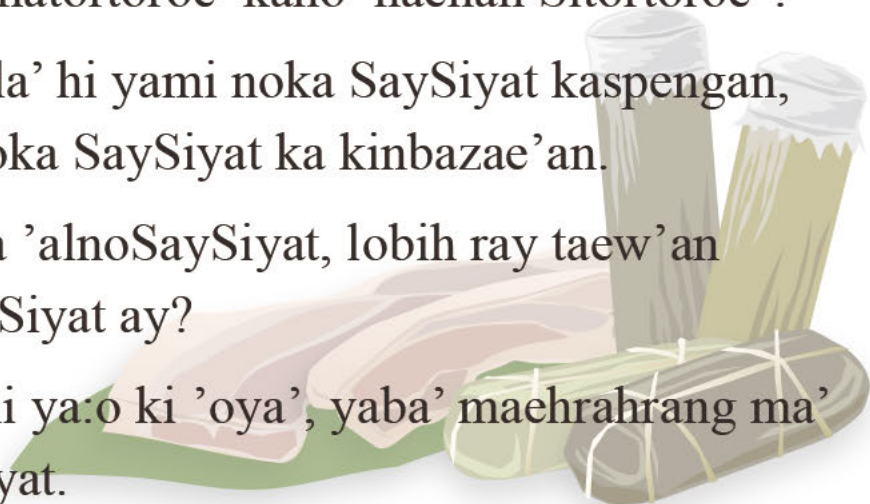 la’ hi yami noka SaySiyat kaspengan,
oka SaySiyat ka kinbazae’an.
’alnoSaySiyat, lobih ray taew’an
Siyat ay?
ya:o ki ’oya’, yaba’ maehrahrang ma’
yat.